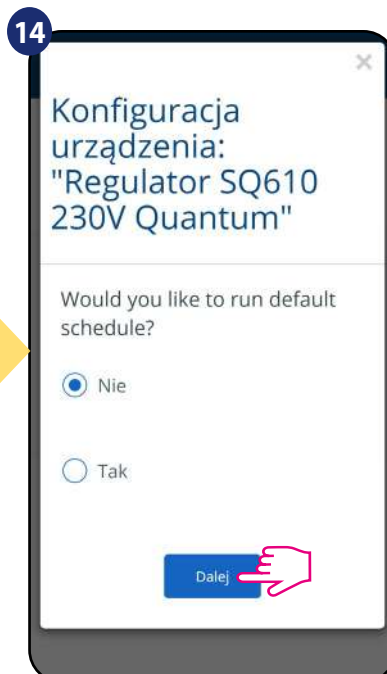 14
×
Konfiguracja
urządzenia:
"Regulator SQ610
230V Quantum"
Would you like to run default
schedule?
Nie
Tak
Dalej